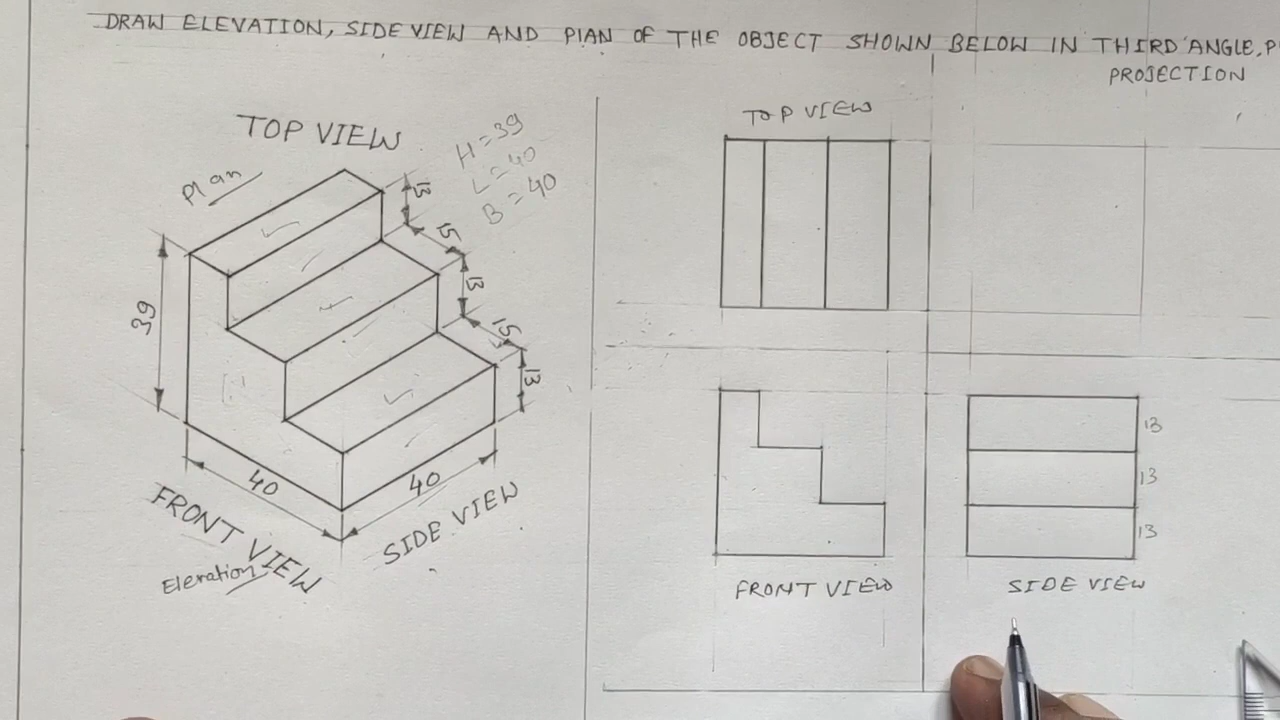 DRAW ELEVATION, SIDE VIEW AND PLAN OF THE OBJECT SHOWN BELOW IN THIRD ANGLE, P
PROJECTION
TOP VIEW
Plan
H=39
L=40
B=40
13
15
13
15
13
39
40
40
FRONT VIEW
Eleration
SIDE VIEW
TOP VIEW
13
13
13
FRONT VIEW
SIDE VIEW